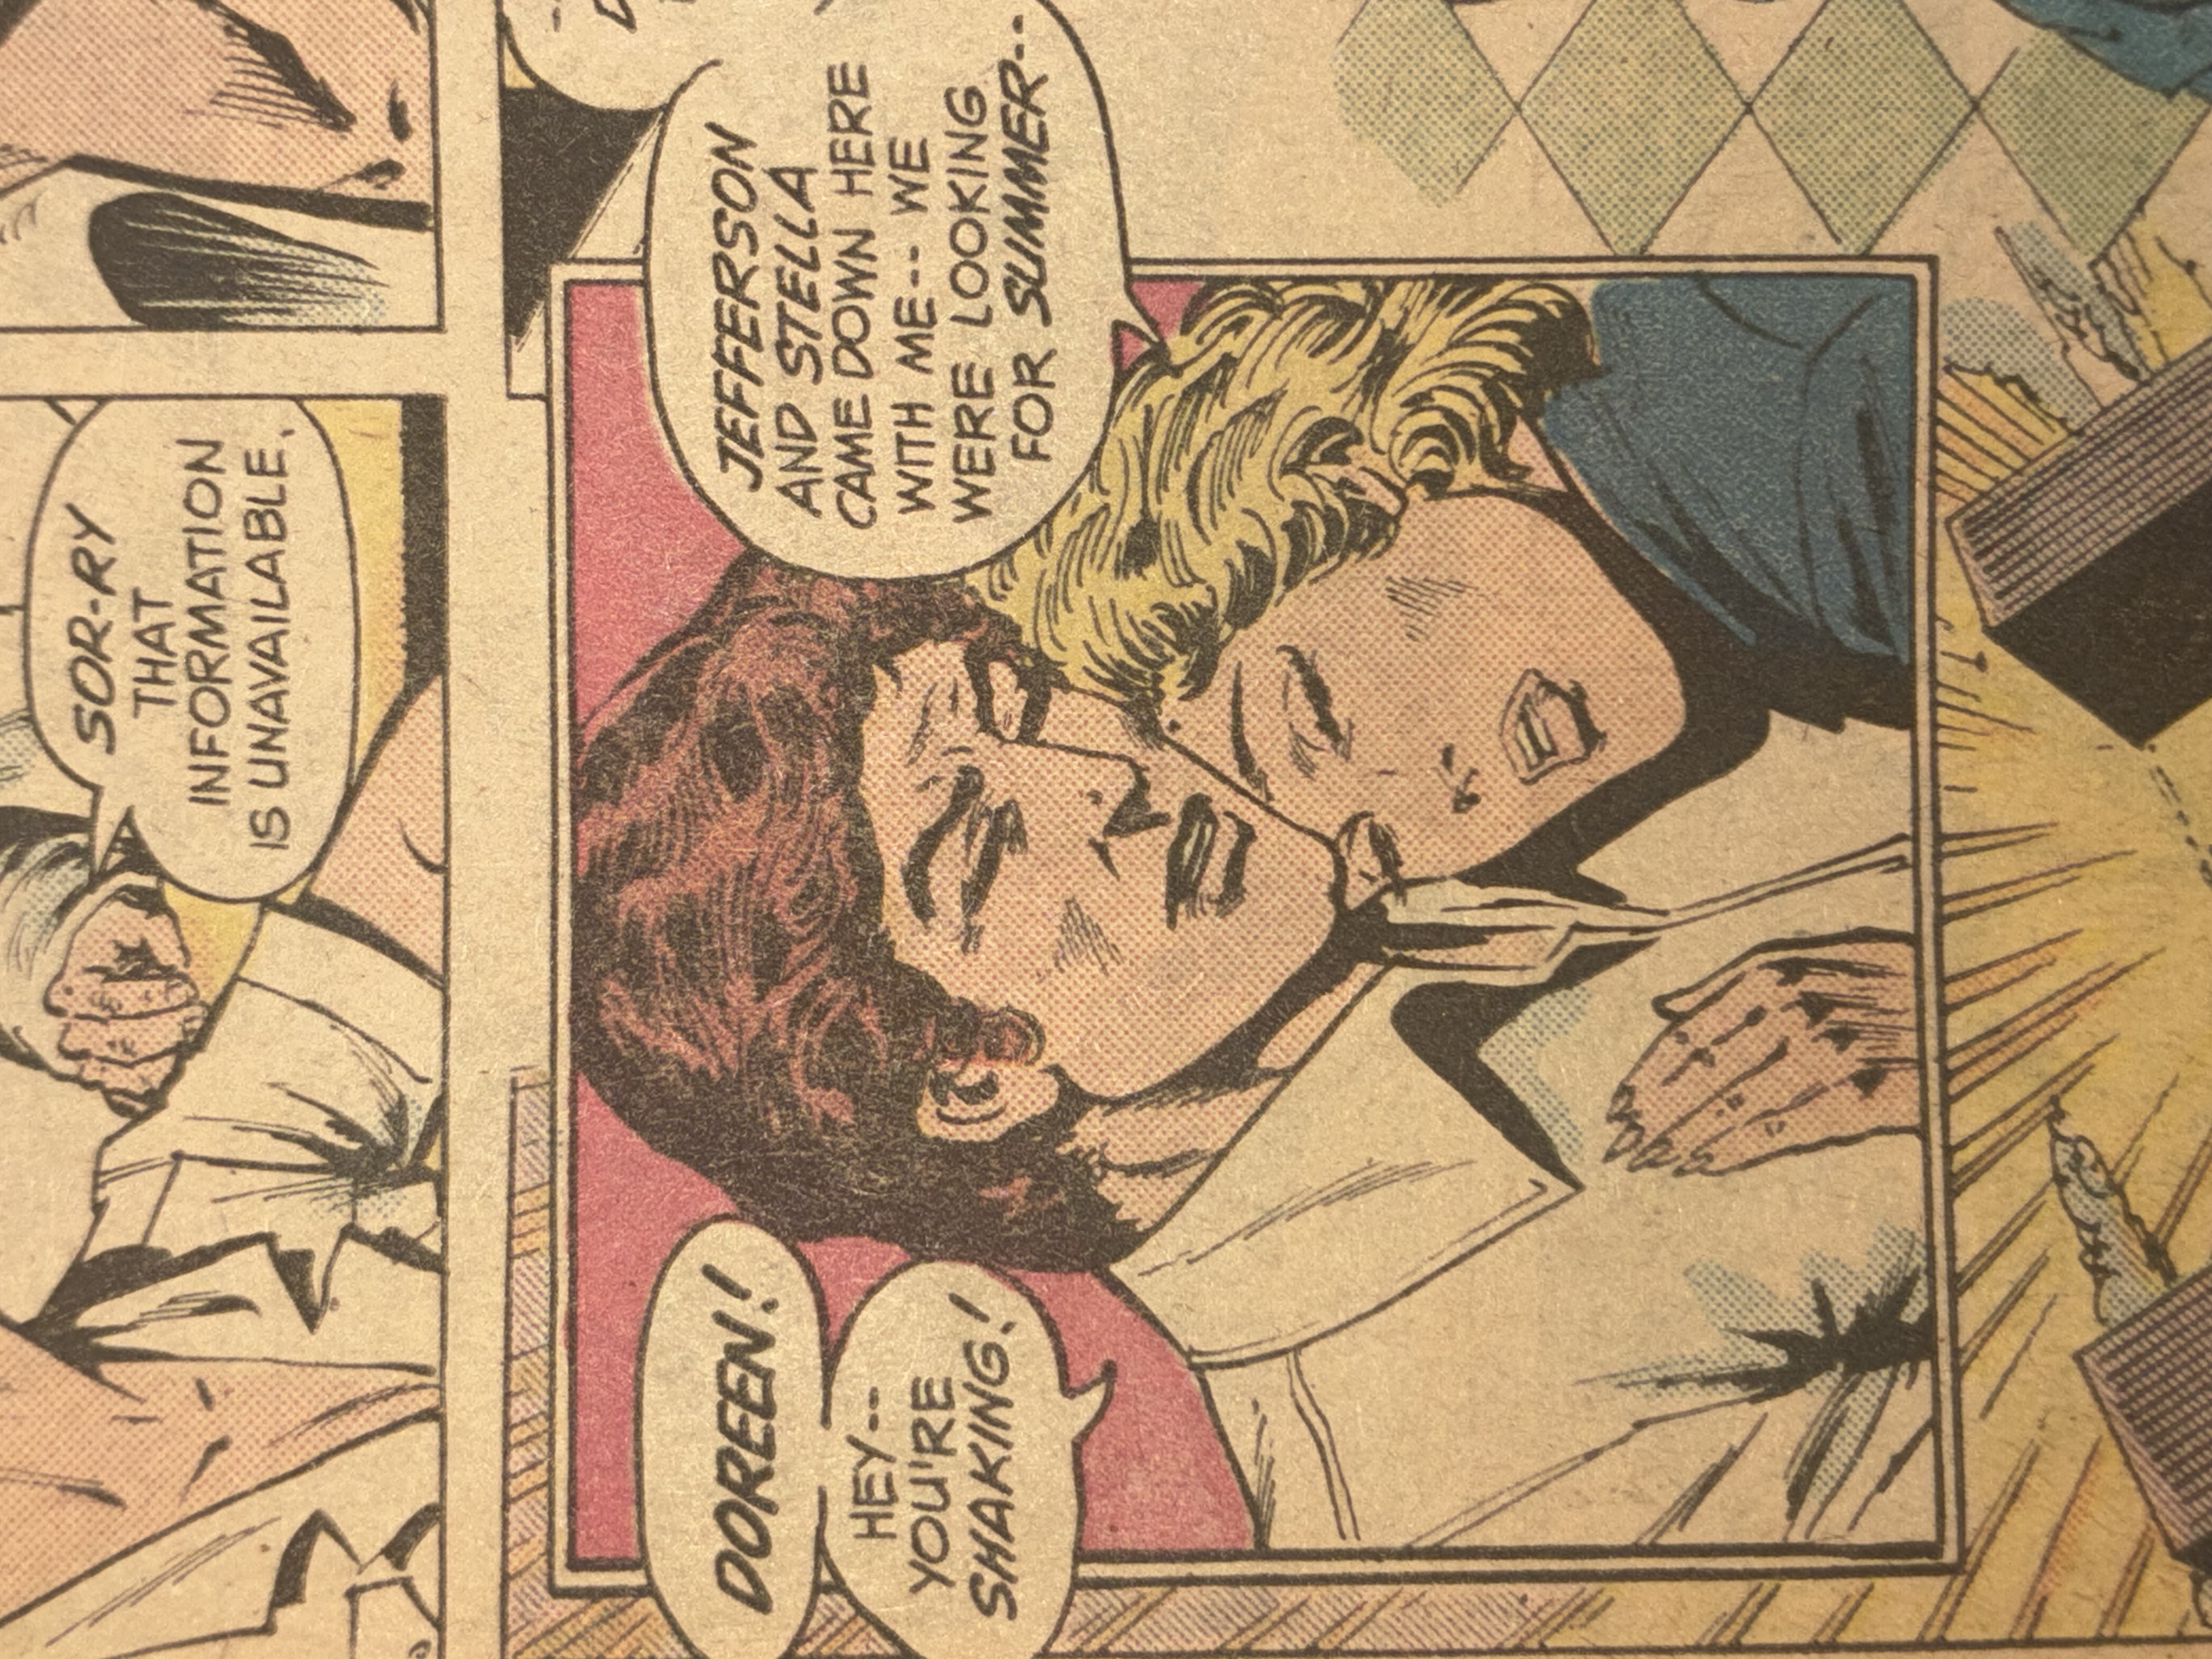 SOR-RY
THAT
INFORMATION
IS UNAVAILABLE.
DOREEN!
HEY--
YOU'RE
SHAKING!
JEFFERSON
AND STELLA
CAME DOWN HERE
WITH ME-- WE
WERE LOOKING
FOR SUMMER--